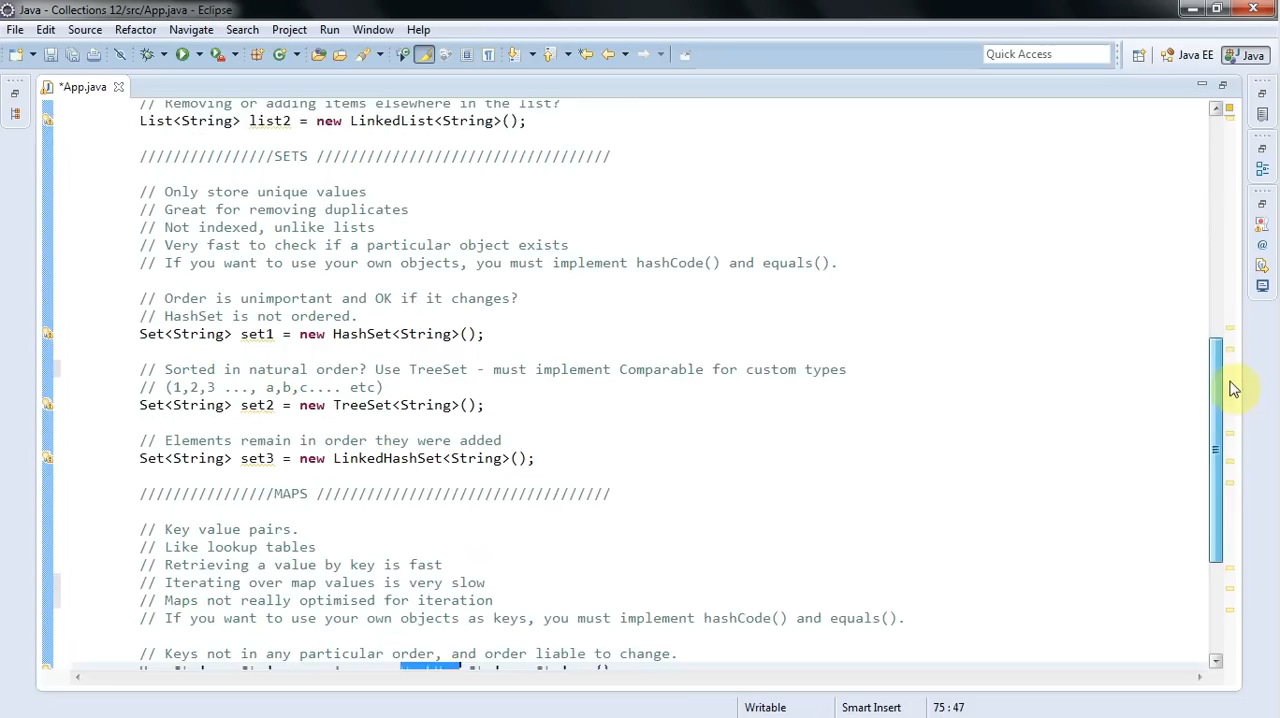 Java - Collections 12/src/App.java - Eclipse
File Edit Source Refactor Navigate Search Project Run Window Help
Quick Access
Java EE
Java
*App.java
// Removing or adding items elsewhere in the list?
List<String> list2 = new LinkedList<String>();
////////////////SETS ///////////////////////////////////
// Only store unique values
// Great for removing duplicates
// Not indexed, unlike lists
// Very fast to check if a particular object exists
// If you want to use your own objects, you must implement hashCode() and equals().
// Order is unimportant and OK if it changes?
// HashSet is not ordered.
Set<String> set1 = new HashSet<String>();
// Sorted in natural order? Use TreeSet - must implement Comparable for custom types
// (1,2,3 ..., a,b,c.... etc)
Set<String> set2 = new TreeSet<String>();
// Elements remain in order they were added
Set<String> set3 = new LinkedHashSet<String>();
////////////////MAPS ///////////////////////////////////
// Key value pairs.
// Like lookup tables
// Retrieving a value by key is fast
// Iterating over map values is very slow
// Maps not really optimised for iteration
// If you want to use your own objects as keys, you must implement hashCode() and equals().
// Keys not in any particular order, and order liable to change.
Writable
Smart Insert
75 : 47